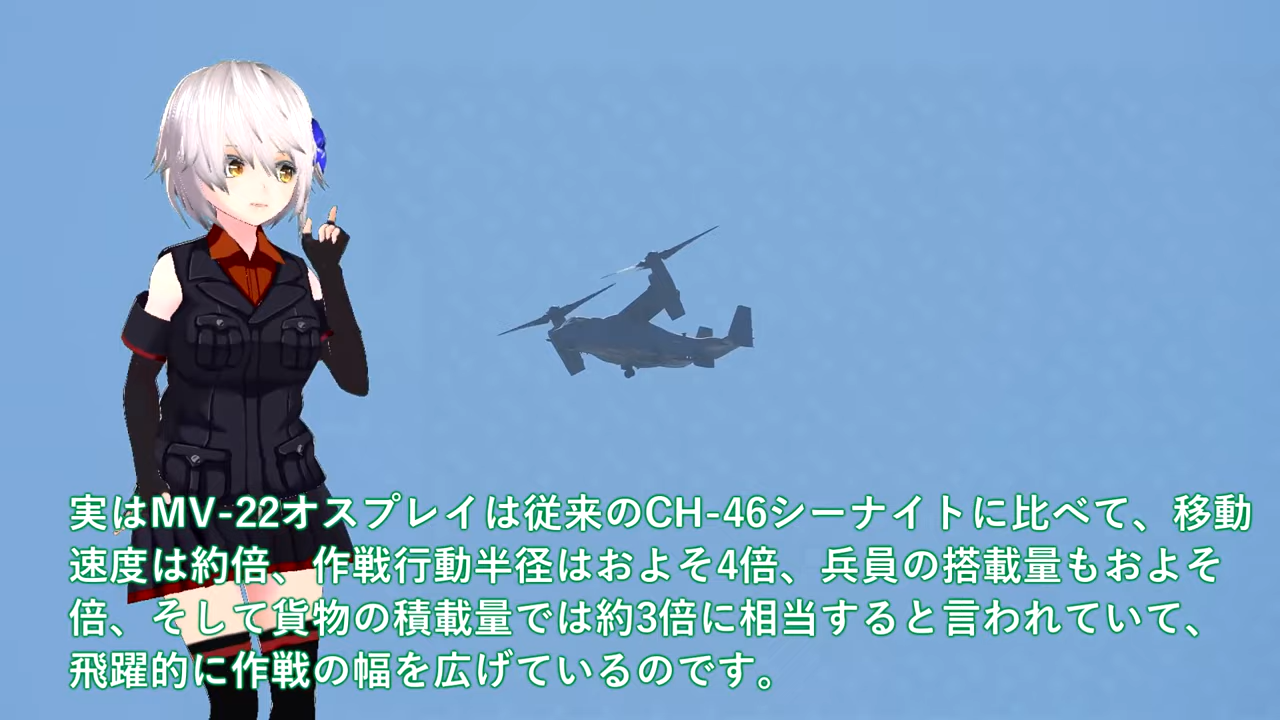 実はMV-22オスプレイは従来のCH-46シーナイトに比べて、移動
速度は約倍、作戦行動半径はおよそ4倍、兵員の搭載量もおよそ
倍、そして貨物の積載量では約3倍に相当すると言われていて、
飛躍的に作戦の幅を広げているのです。